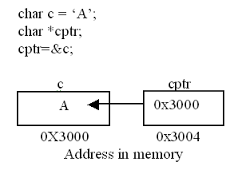 char c = ‘A’;
char *cptr;
cptr=&c;
c cptr
A 0x3000
0X3000 0x3004
Address in memory